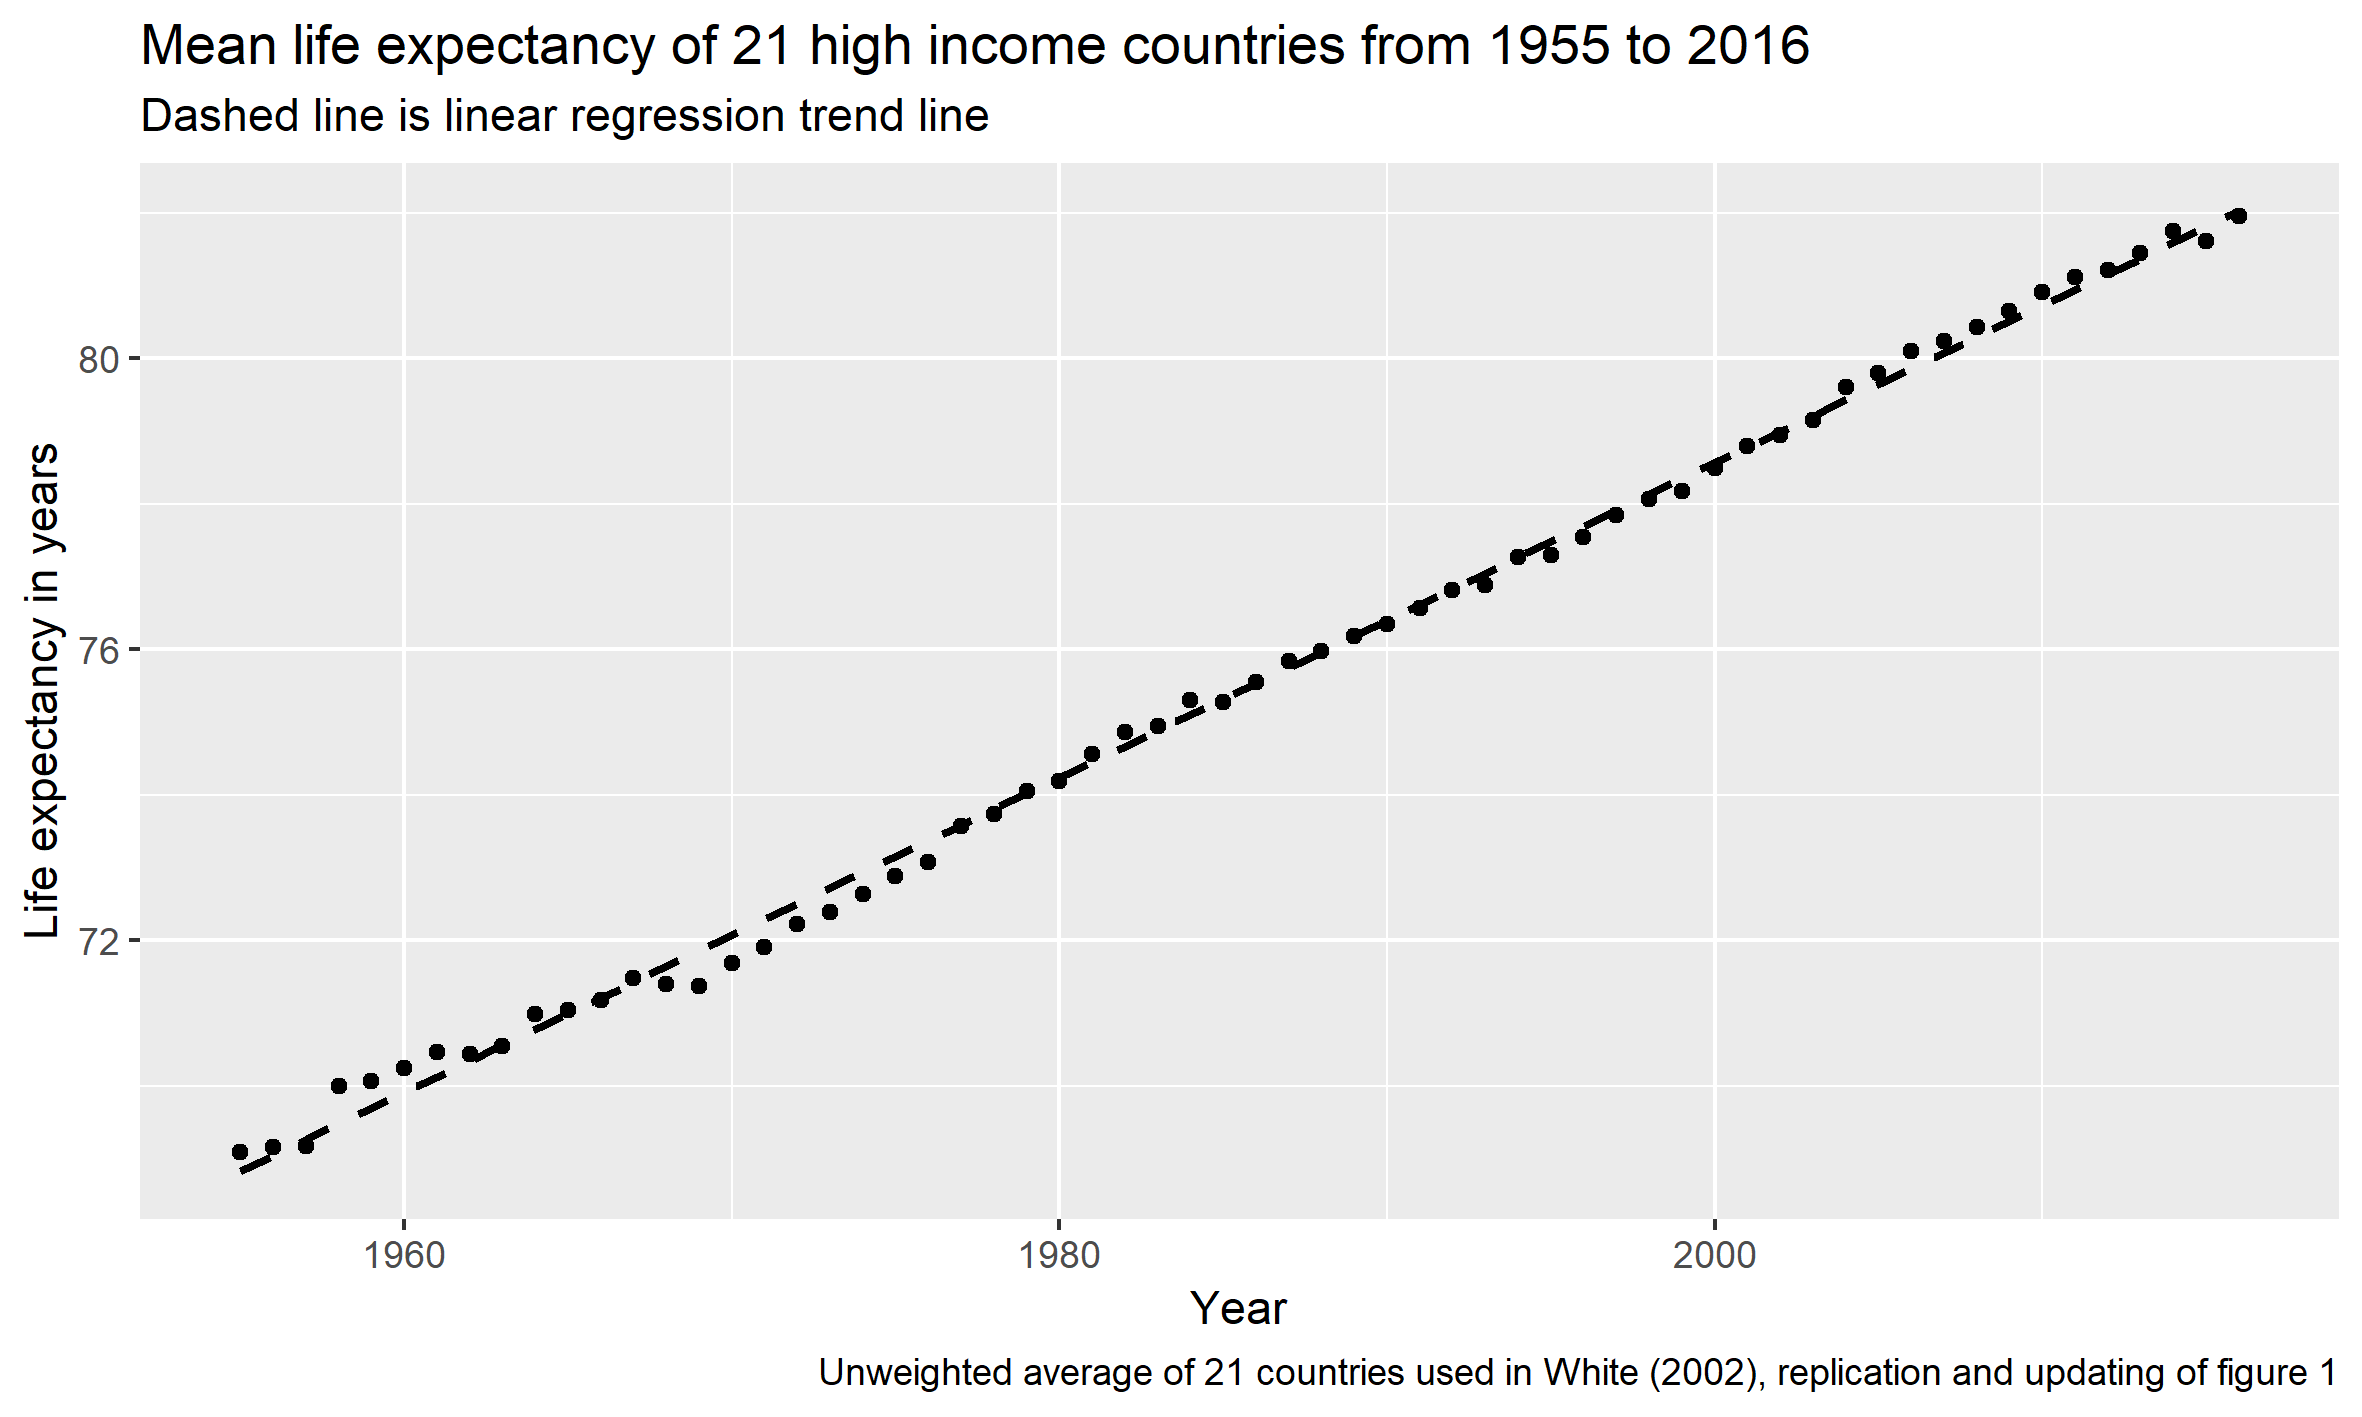 Mean life expectancy of 21 high income countries from 1955 to 2016
Dashed line is linear regression trend line
Life expectancy in years
80
76
72
1960
1980
2000
Year
Unweighted average of 21 countries used in White (2002), replication and updating of figure 1